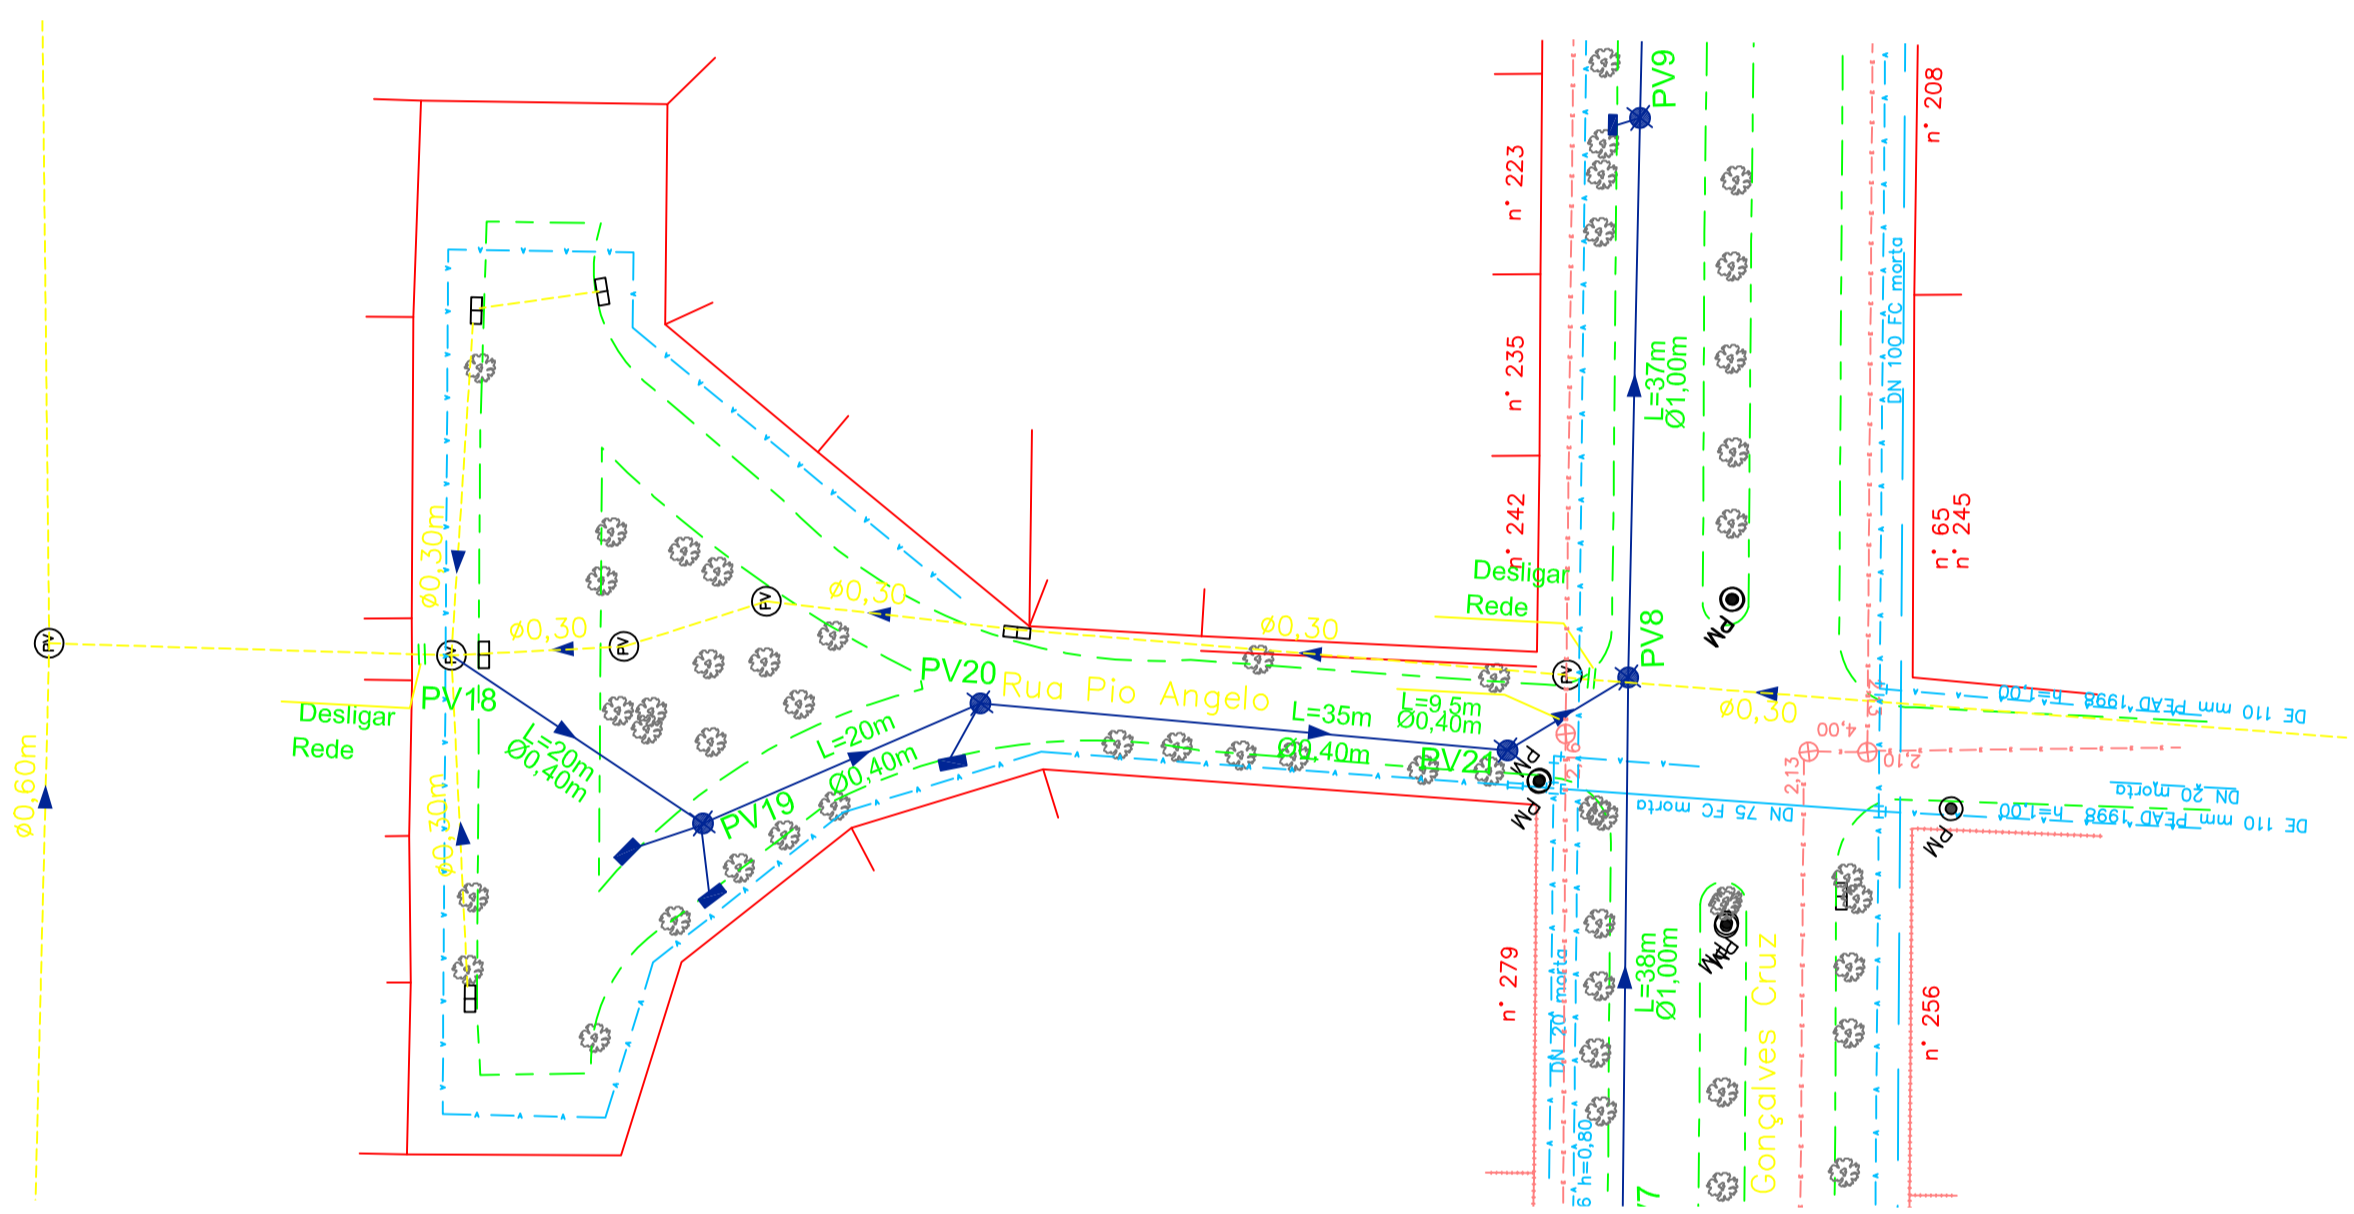 PV9
n° 208
n° 223
DN 100 FC morta
n° 235
L=37m
Ø1,00m
n° 242
n° 65
n° 245
ø0,30m
Desligar
Rede
ø0,30
PV
ø0,30
PV
ø0,30
PV8
PM
PV
PV
PV
PV18
PV20
Rua Pio Angelo
L=9,5m
Ø0,40m
L=35m
Ø0,40m
ø0,30
DE 110 mm PEAD 1998 h=1,00
Desligar
Rede
L=20m
Ø0,40m
L=20m
Ø0,40m
PV21
PM
PM
4,00
2,10
2,13
DN 20 morta
DE 110 mm PEAD 1998 h=1,00
DN 75 FC morta
PM
PV19
ø0,60m
ø0,30m
PM
n° 279
DN 20 morta
L=38m
Ø1,00m
Gonçalves Cruz
n° 256
6 h=0,80